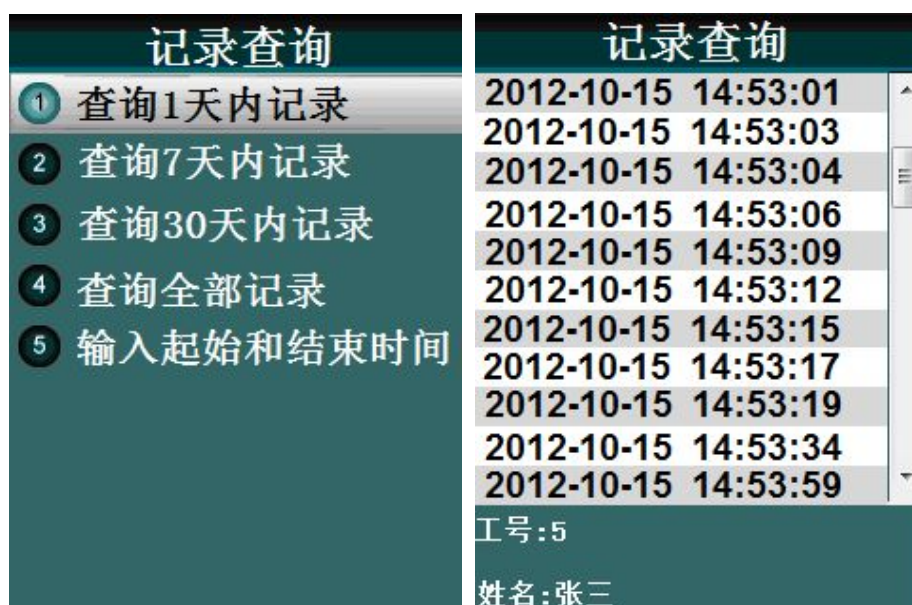 记录查询
1 查询1天内记录
2 查询7天内记录
3 查询30天内记录
4 查询全部记录
5 输入起始和结束时间
记录查询
2012-10-15 14:53:01
2012-10-15 14:53:03
2012-10-15 14:53:04
2012-10-15 14:53:06
2012-10-15 14:53:09
2012-10-15 14:53:12
2012-10-15 14:53:15
2012-10-15 14:53:17
2012-10-15 14:53:19
2012-10-15 14:53:34
2012-10-15 14:53:59
工号:5
姓名:张三